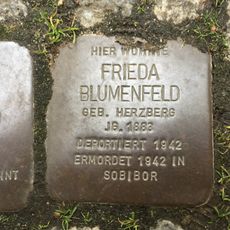 HIER WOHNTE
FRIEDA
BLUMENFELD
GEB. HERZBERG
JG. 1883
DEPORTIERT 1942
ERMORDET 1942 IN
SOBIBOR